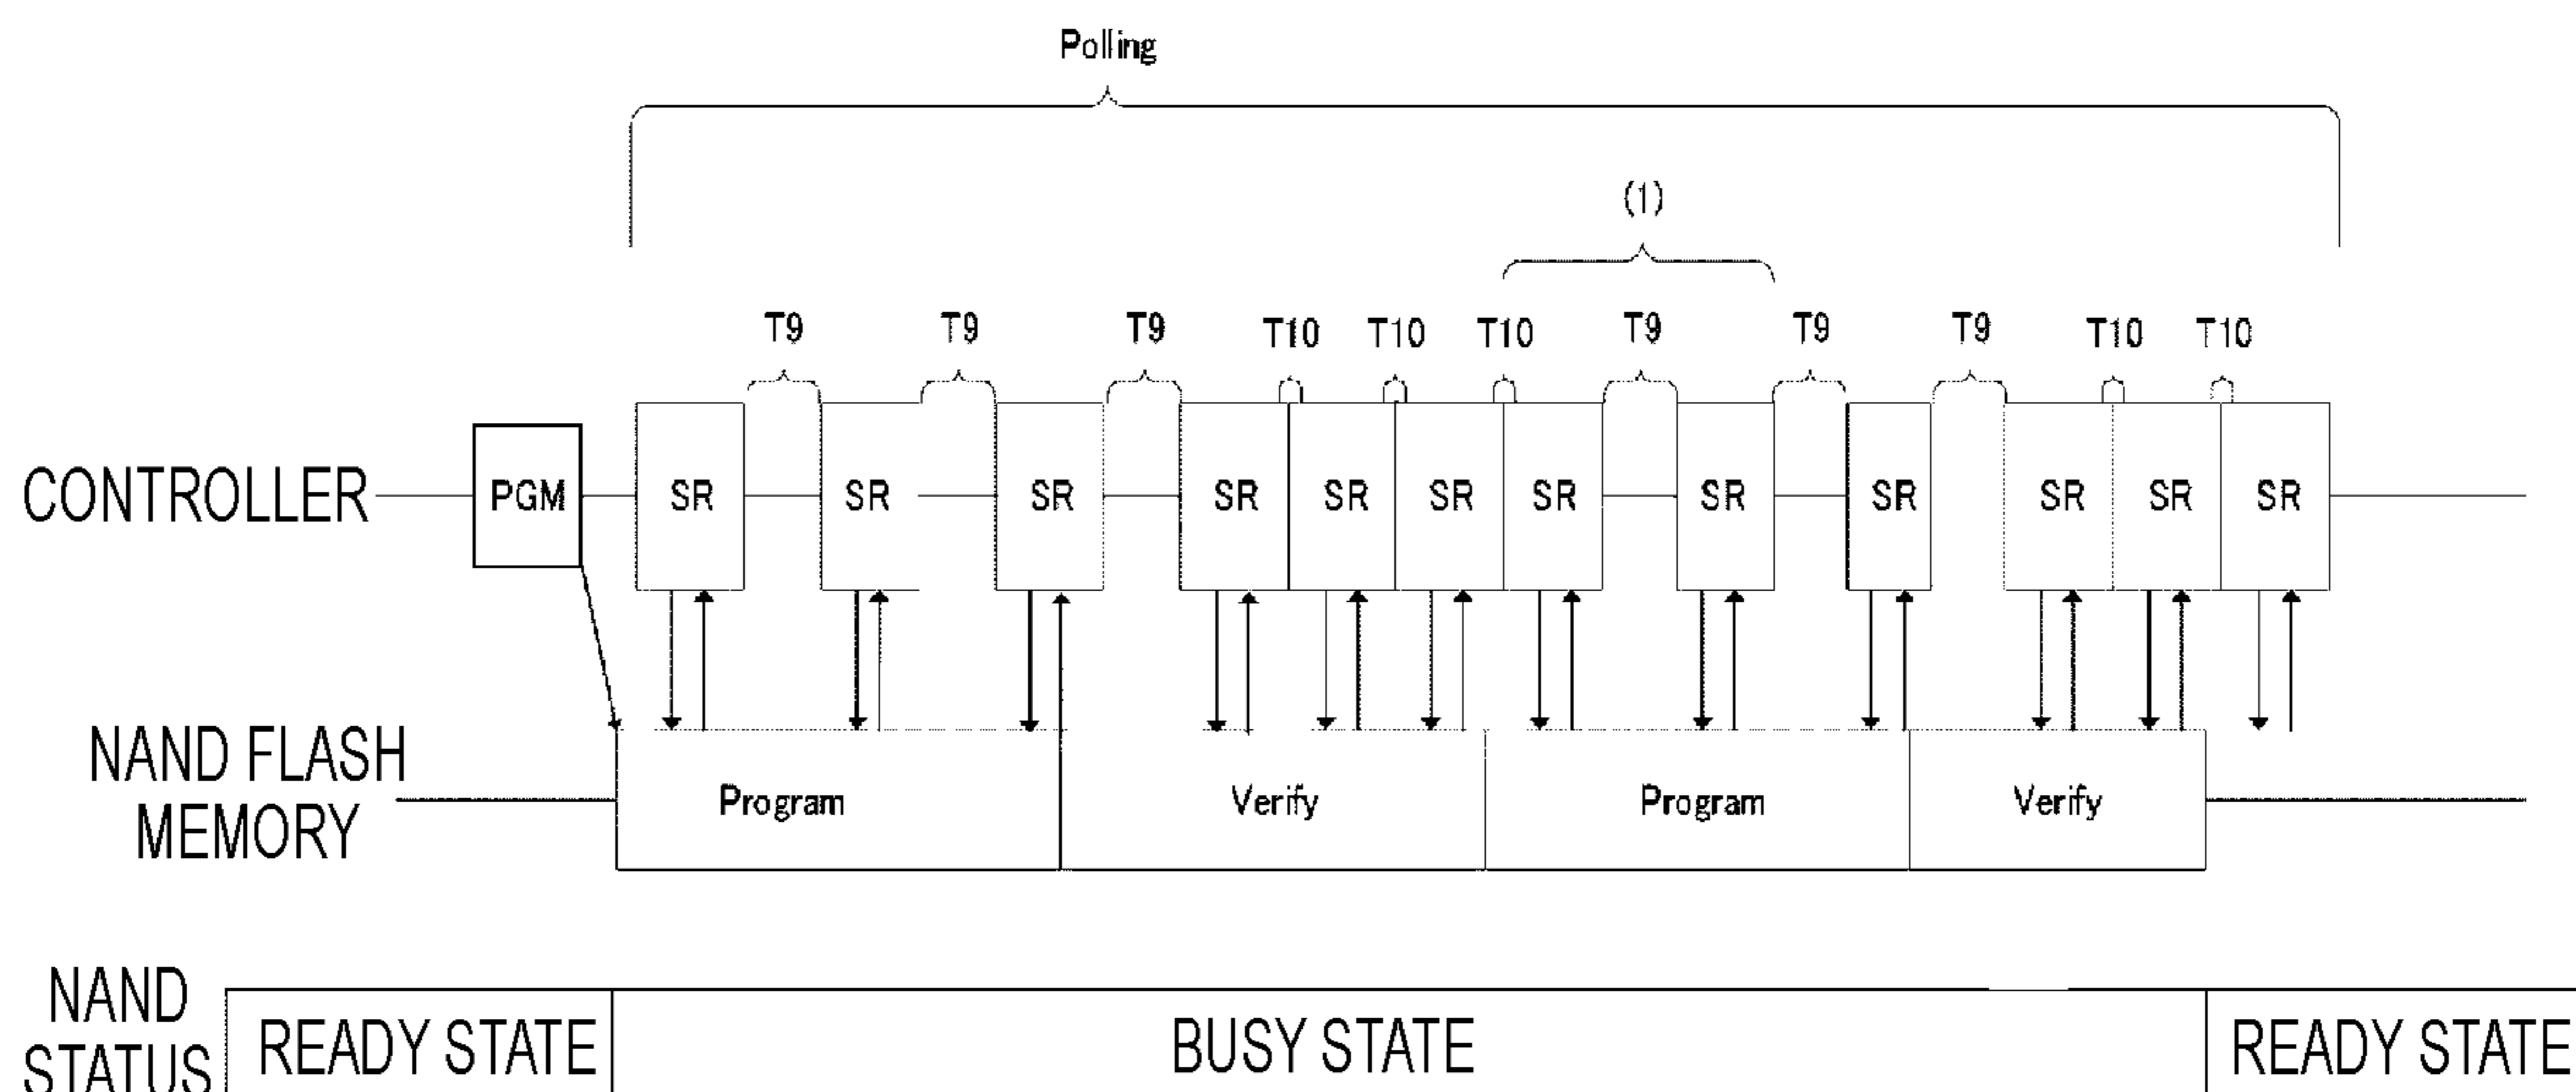 Polling
(1)
T9 T9 T9 T10 T10 T10 T9 T9 T9 T10 T10
CONTROLLER PGM SR SR SR SR SR SR SR SR SR SR SR SR
NAND FLASH
MEMORY
Program Verify Program Verify
NAND
STATUS
READY STATE BUSY STATE READY STATE